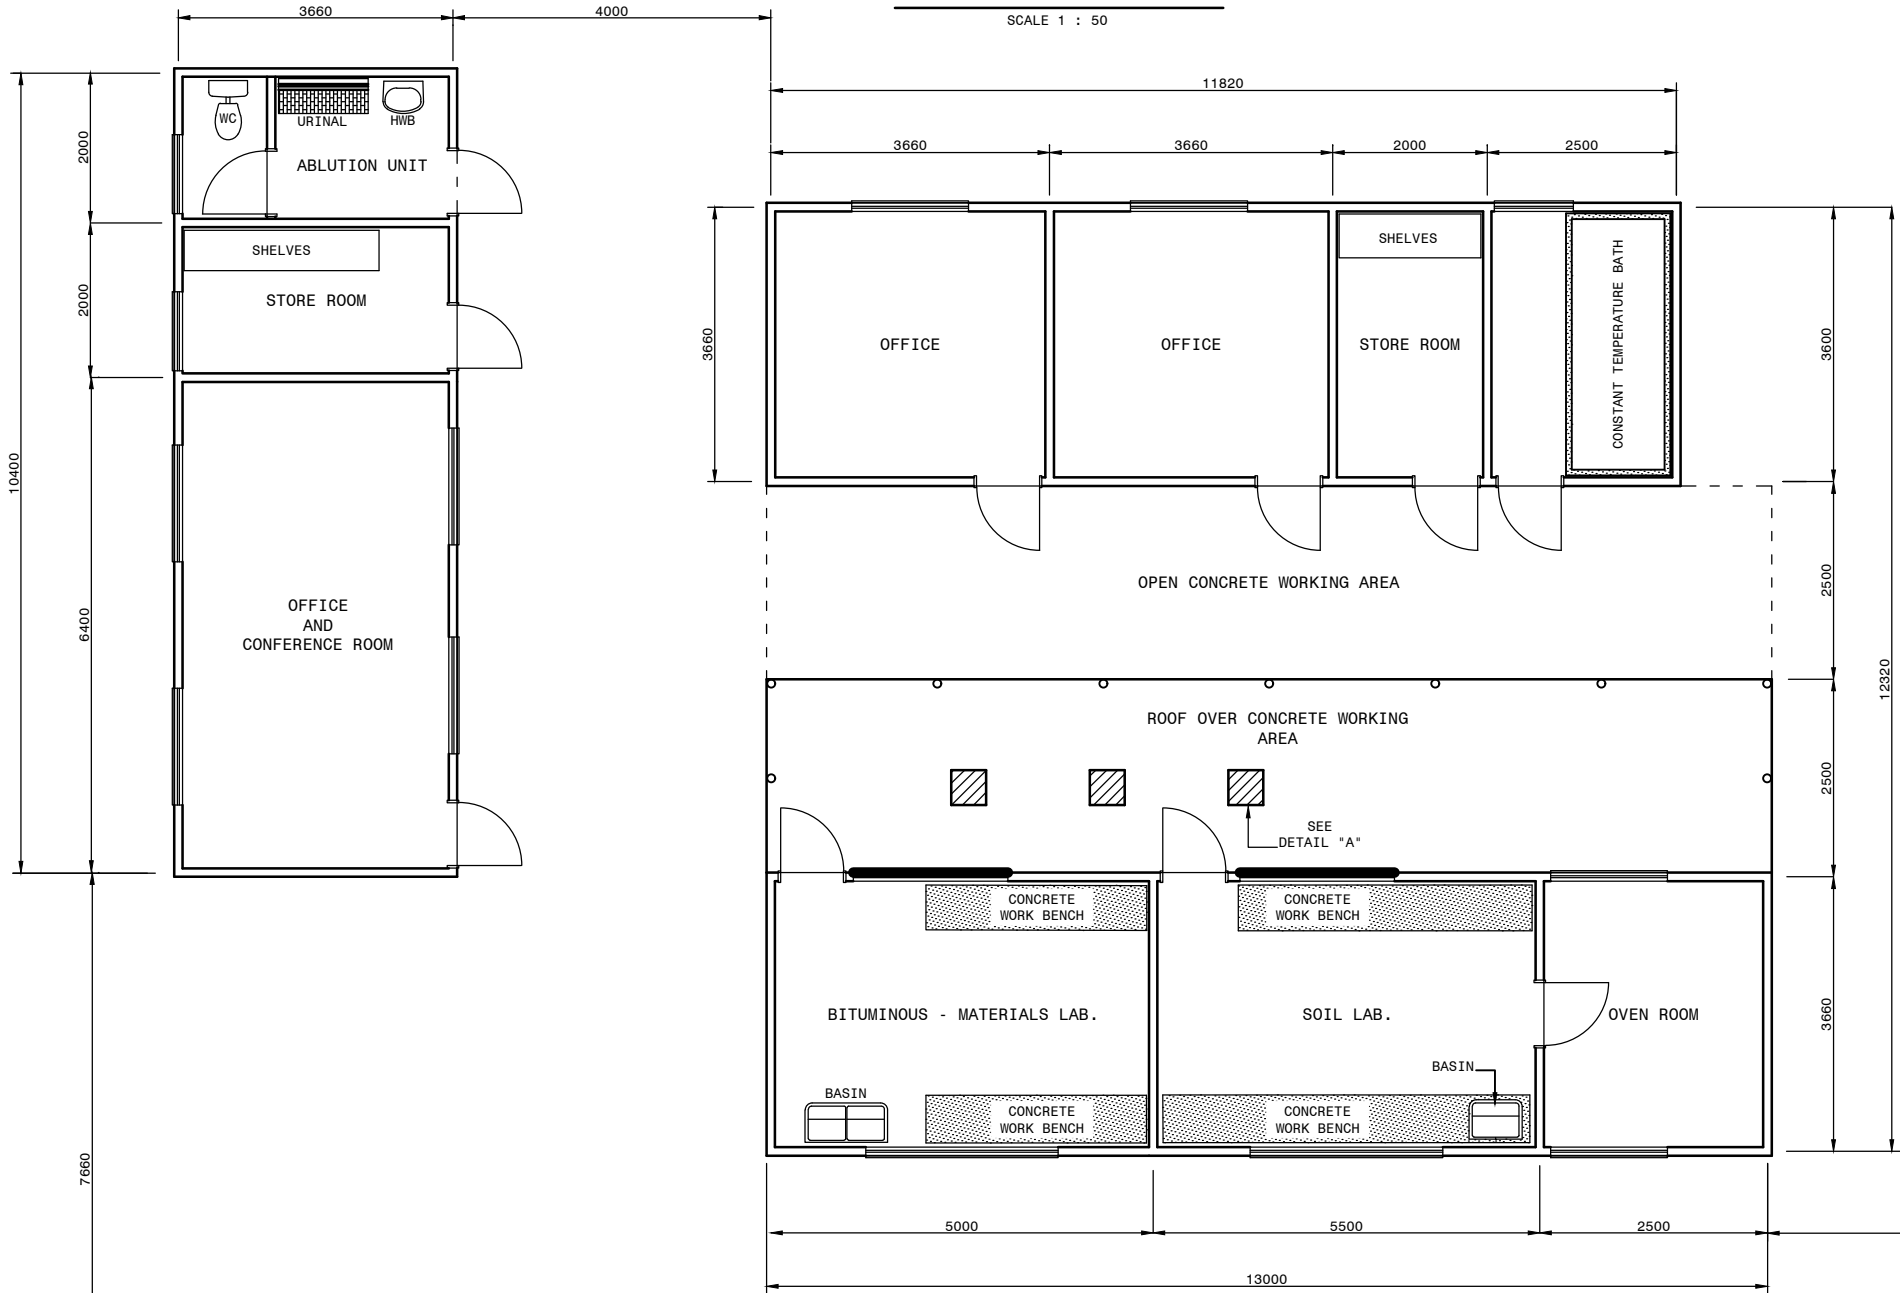 3660
4000
SCALE 1 : 50
11820
3660
3660
2000
2500
WC
URINAL
HWB
ABLUTION UNIT
2000
SHELVES
STORE ROOM
2000
OFFICE
AND
CONFERENCE ROOM
6400
10400
7660
3660
OFFICE
OFFICE
SHELVES
STORE ROOM
CONSTANT TEMPERATURE BATH
3600
OPEN CONCRETE WORKING AREA
2500
12320
ROOF OVER CONCRETE WORKING
AREA
2500
SEE
DETAIL "A"
CONCRETE
WORK BENCH
CONCRETE
WORK BENCH
BITUMINOUS - MATERIALS LAB.
SOIL LAB.
OVEN ROOM
3660
BASIN
BASIN
CONCRETE
WORK BENCH
CONCRETE
WORK BENCH
5000
5500
2500
13000